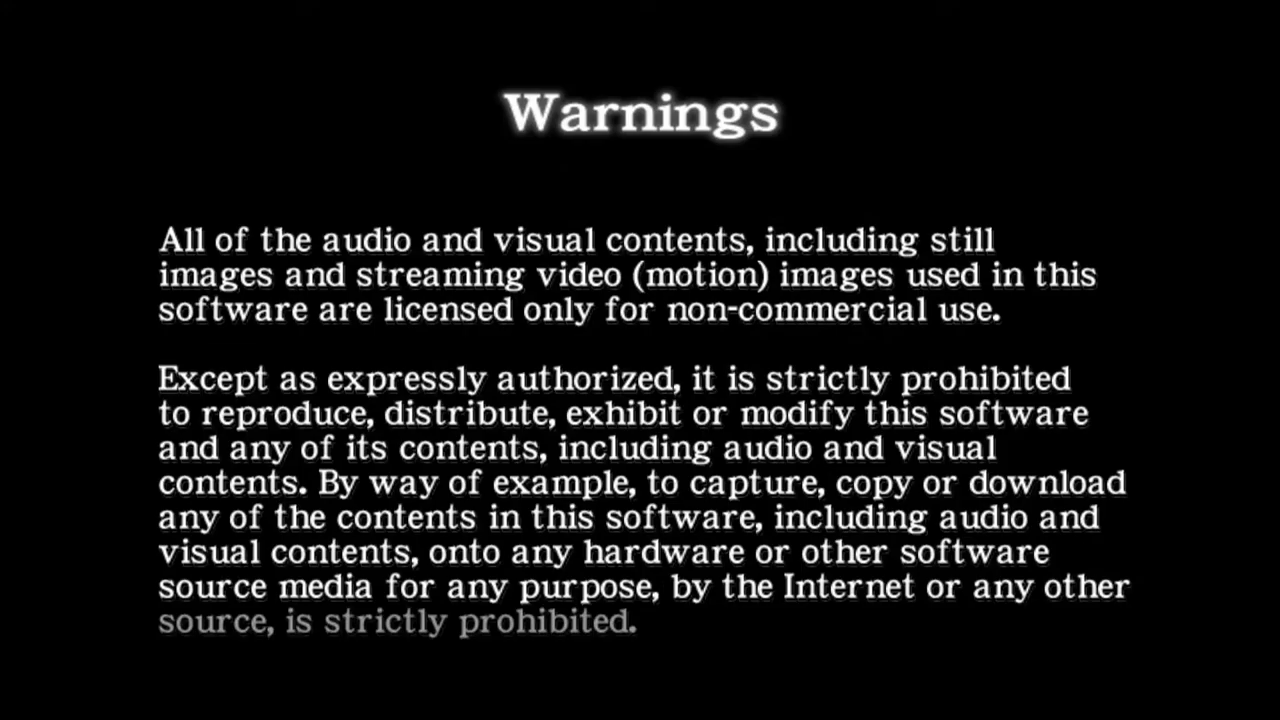 Warnings
All of the audio and visual contents, including still
images and streaming video (motion) images used in this
software are licensed only for non-commercial use.
Except as expressly authorized, it is strictly prohibited
to reproduce, distribute, exhibit or modify this software
and any of its contents, including audio and visual
contents. By way of example, to capture, copy or download
any of the contents in this software, including audio and
visual contents, onto any hardware or other software
source media for any purpose, by the Internet or any other
source, is strictly prohibited.